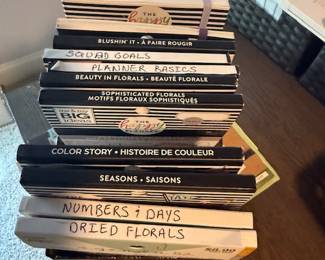 THE
BLUSHIN' IT • À FAIRE ROUGIR
SQUAD GOALS
PLANNER BASICS
BEAUTY IN FLORALS • BEAUTÉ FLORALE
SOPHISTICATED FLORALS
MOTIFS FLORAUX SOPHISTIQUÉS
BIG
THE
COLOR STORY • HISTOIRE DE COULEUR
SEASONS • SAISONS
NUMBERS & DAYS
DRIED FLORALS